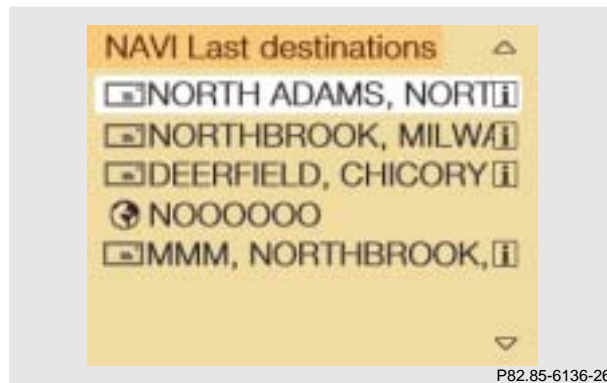 NAVI Last destinations
NORTH ADAMS, NORT
NORTHBROOK, MILWA
DEERFIELD, CHICORY
NOOOOOO
MMM, NORTHBROOK,
P82.85-6136-26